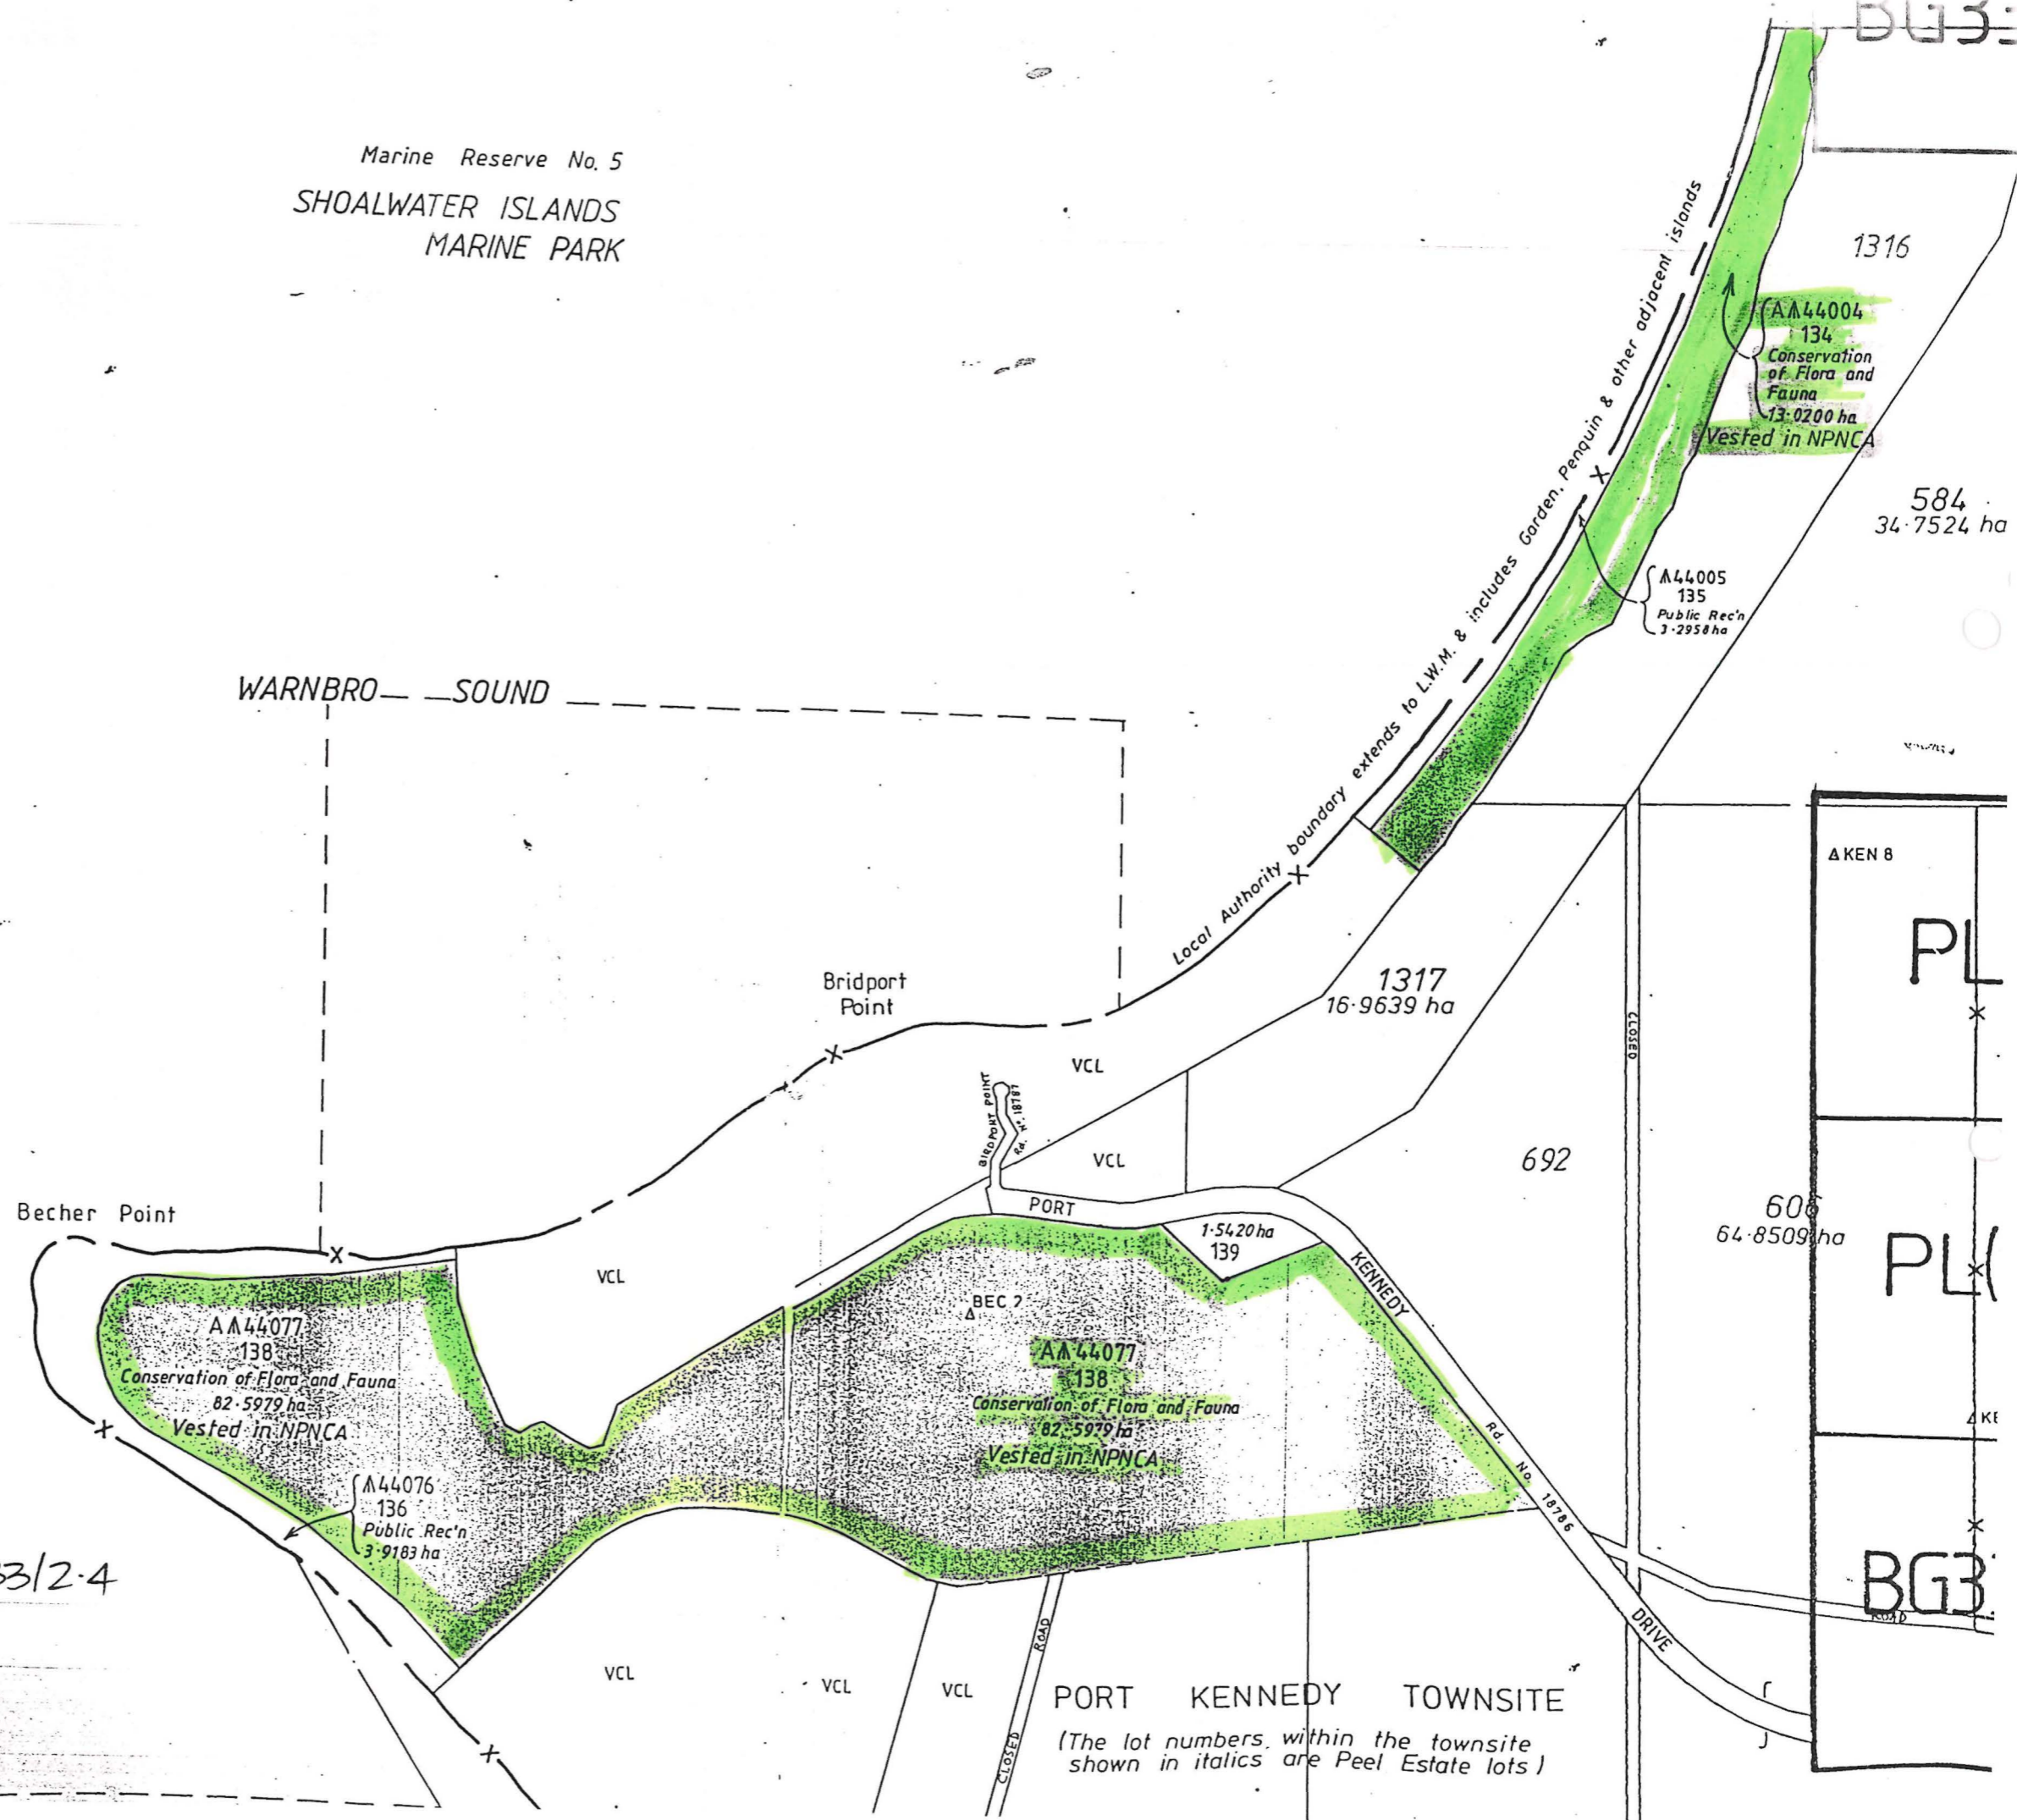 BG33
Marine Reserve No. 5
SHOALWATER ISLANDS
MARINE PARK
1316
AA44004
134
Conservation
of Flora and
Fauna
13·0200 ha
Vested in NPNCA
Local Authority boundary extends to L.W.M. & includes Garden, Penquin & other adjacent islands
584
34·7524 ha
A44005
135
Public Rec'n
3·2958 ha
WARNBRO SOUND
Δ KEN 8
PL
Bridport
Point
1317
16·9639 ha
CLOSED
VCL
BIRDPORT POINT
Rd. No. 18787
VCL
692
606
64·8509 ha
PL(
Becher Point
PORT
1·5420 ha
139
KENNEDY
VCL
BEC 7
Δ
AA44077
138
Conservation of Flora and Fauna
82·5979 ha
Vested in NPNCA
AA44077
138
Conservation of Flora and Fauna
82·5979 ha
Vested in NPNCA
Δ KE
Rd. No. 18786
A44076
136
Public Rec'n
3·9183 ha
33/2·4
BG3
ROAD
DRIVE
VCL
VCL
VCL
ROAD
CLOSED
PORT KENNEDY TOWNSITE
(The lot numbers within the townsite
shown in italics are Peel Estate lots)